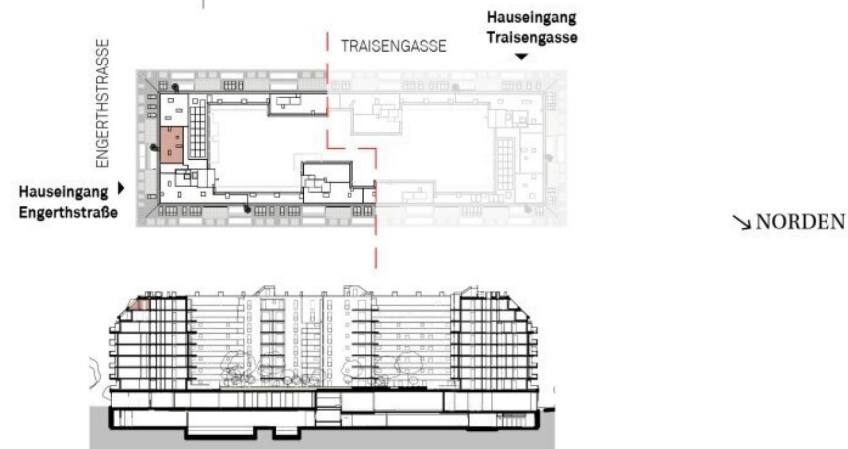 Hauseingang
Traisengasse
TRAISENGASSE
ENGERTHSTRASSE
Hauseingang
Engerthstraße
NORDEN